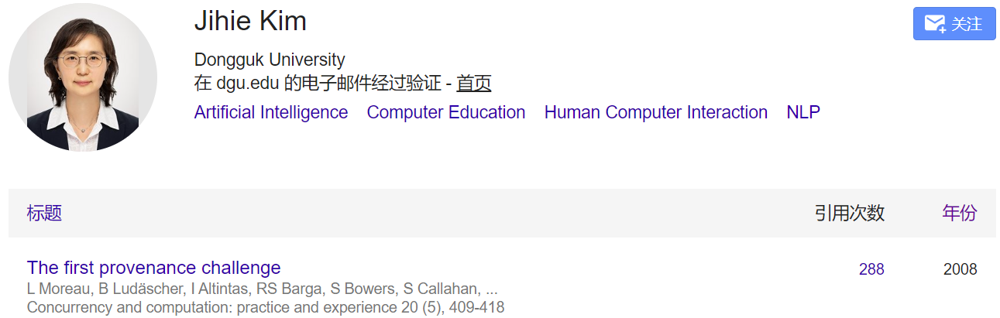 Jihie Kim
关注
Dongguk University
在 dgu.edu 的电子邮件经过验证 - 首页
Artificial Intelligence Computer Education Human Computer Interaction NLP
标题 引用次数 年份
The first provenance challenge 288 2008
L Moreau, B Ludäscher, I Altintas, RS Barga, S Bowers, S Callahan, ...
Concurrency and computation: practice and experience 20 (5), 409-418